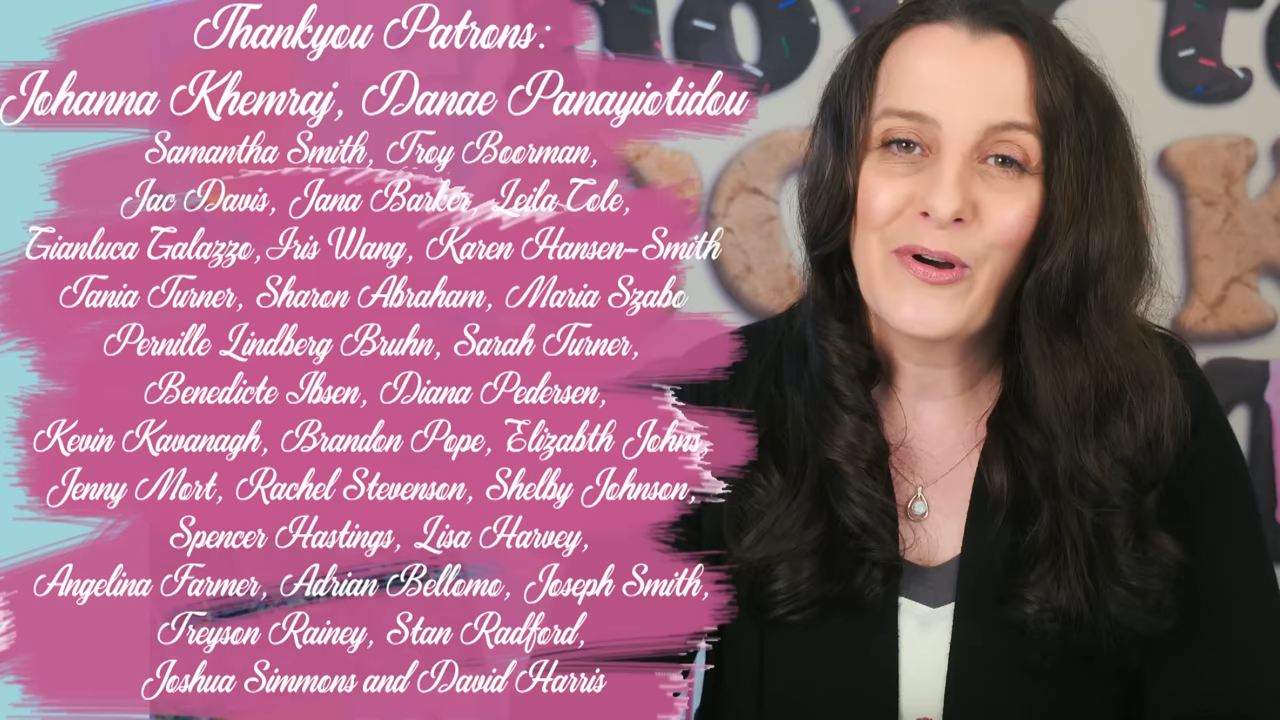 Thankyou Patrons:
Johanna Khemraj, Danae Panayiotidou
Samantha Smith, Troy Boorman,
Jac Davis, Jana Barker, Leila Cole,
Gianluca Galazzo, Iris Wang, Karen Hansen-Smith
Tania Turner, Sharon Abraham, Maria Szabo
Pernille Lindberg Bruhn, Sarah Turner,
Benedicte Ibsen, Diana Pedersen,
Kevin Kavanagh, Brandon Pope, Elizabth Johns,
Jenny Mort, Rachel Stevenson, Shelby Johnson,
Spencer Hastings, Lisa Harvey,
Angelina Farmer, Adrian Bellomo, Joseph Smith,
Treyson Rainey, Stan Radford,
Joshua Simmons and David Harris